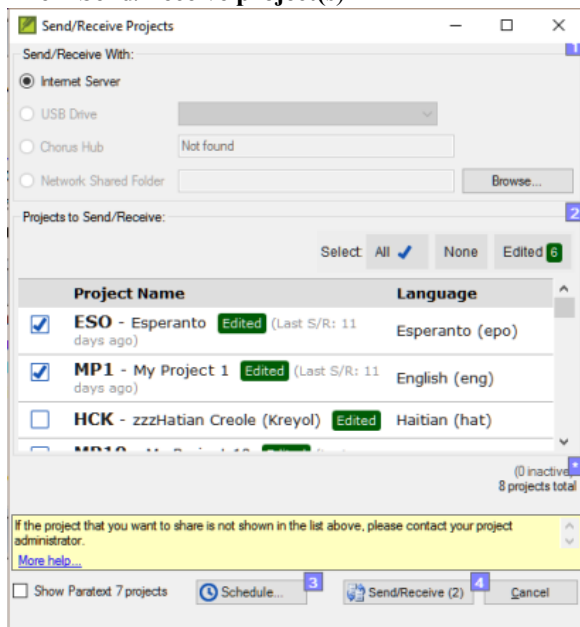 Send/Receive Projects
1
Send/Receive With:
Internet Server
USB Drive
Chorus Hub Not found
Network Shared Folder Browse...
2
Projects to Send/Receive:
Select: All None Edited 6
Project Name Language
ESO - Esperanto Edited (Last S/R: 11 days ago) Esperanto (epo)
MP1 - My Project 1 Edited (Last S/R: 11 days ago) English (eng)
HCK - zzzHatian Creole (Kreyol) Edited Haitian (hat)
(0 inactive)
*
8 projects total
If the project that you want to share is not shown in the list above, please contact your project
administrator.
More help...
Show Paratext 7 projects Schedule... 3 Send/Receive (2) 4 Cancel